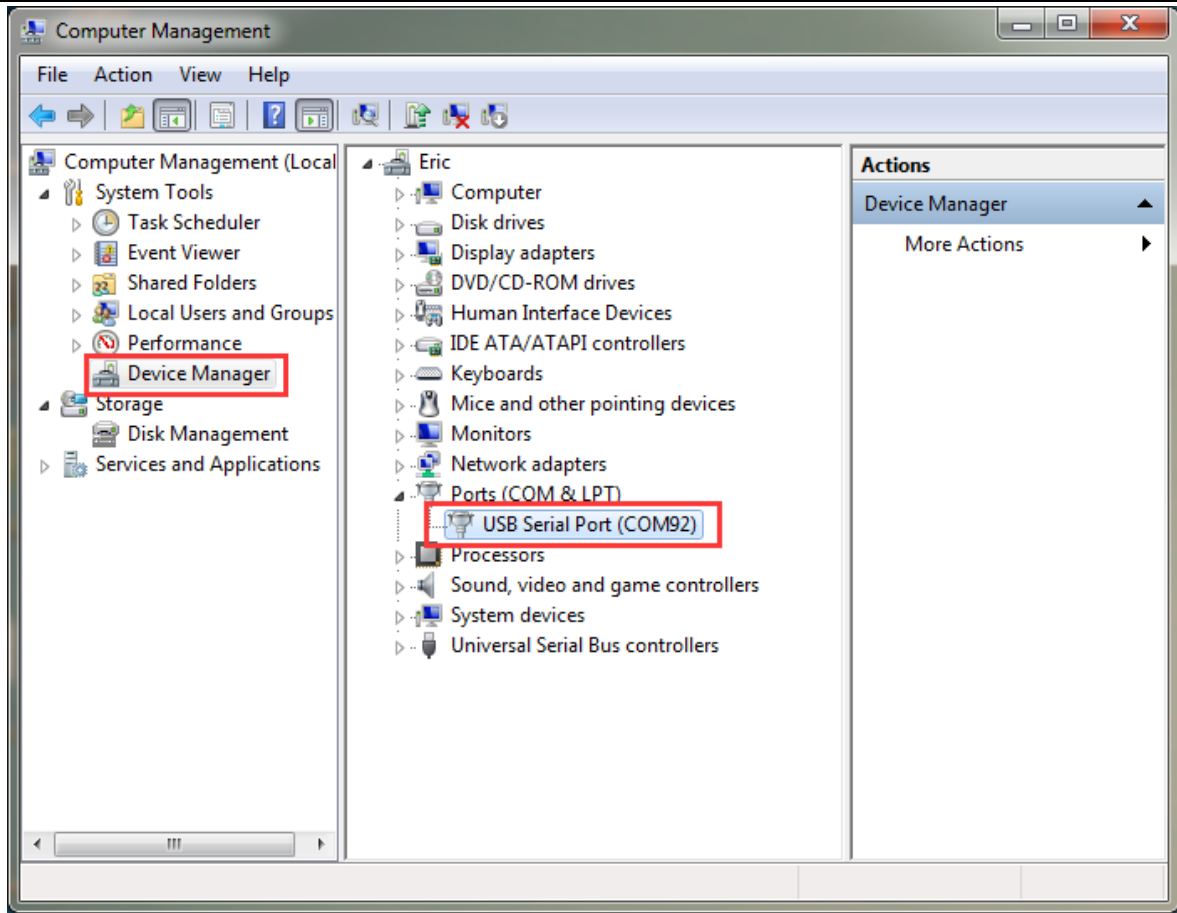 Computer Management
File Action View Help
Computer Management (Local
System Tools
Task Scheduler
Event Viewer
Shared Folders
Local Users and Groups
Performance
Device Manager
Storage
Disk Management
Services and Applications
Eric
Computer
Disk drives
Display adapters
DVD/CD-ROM drives
Human Interface Devices
IDE ATA/ATAPI controllers
Keyboards
Mice and other pointing devices
Monitors
Network adapters
Ports (COM & LPT)
USB Serial Port (COM92)
Processors
Sound, video and game controllers
System devices
Universal Serial Bus controllers
Actions
Device Manager
More Actions